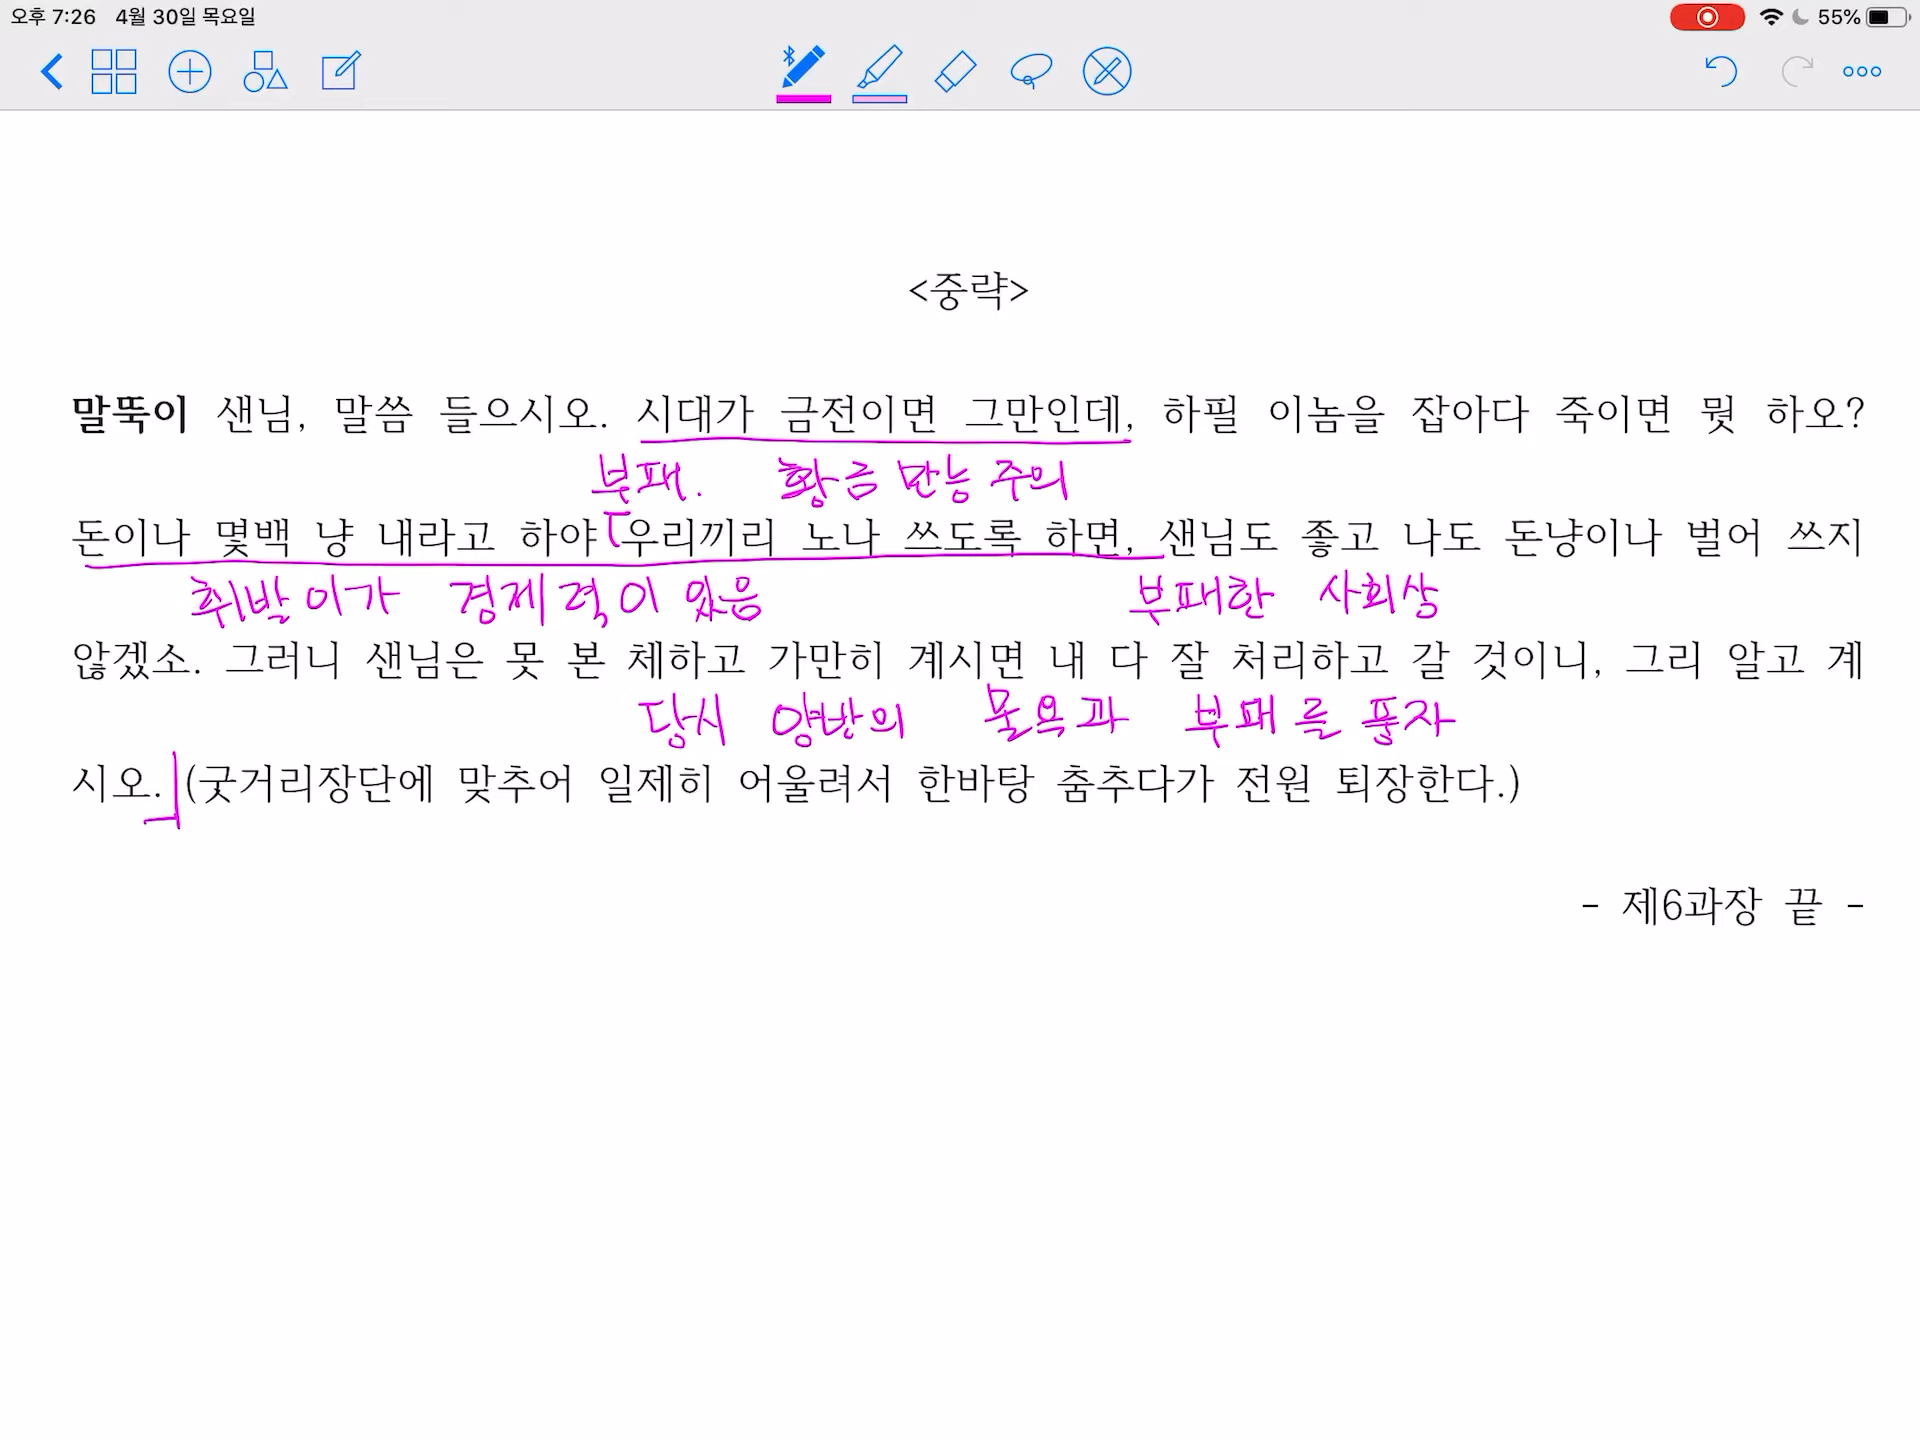 오후 7:26 4월 30일 목요일 55%
<중략>
말뚝이 샌님, 말씀 들으시오. 시대가 금전이면 그만인데, 하필 이놈을 잡아다 죽이면 뭣 하오?
부패. 황금 만능 주의
돈이나 몇백 냥 내라고 하야 우리끼리 노나 쓰도록 하면, 샌님도 좋고 나도 돈냥이나 벌어 쓰지
취발이가 경제력이 있음 부패한 사회상
않겠소. 그러니 샌님은 못 본 체하고 가만히 계시면 내 다 잘 처리하고 갈 것이니, 그리 알고 계
당시 양반의 물욕과 부패를 풍자
시오. (굿거리장단에 맞추어 일제히 어울려서 한바탕 춤추다가 전원 퇴장한다.)
- 제6과장 끝 -